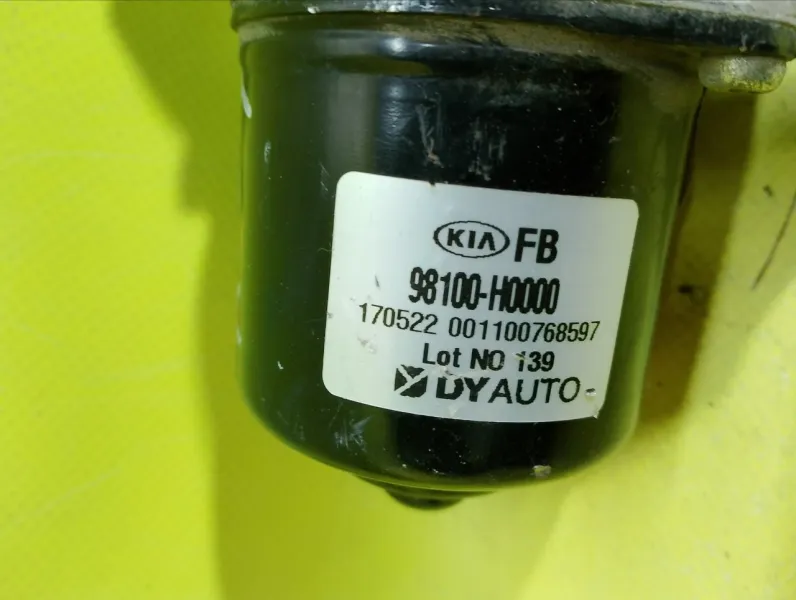 KIA FB
98100-H0000
170522 001100768597
Lot NO 139
DYAUTO